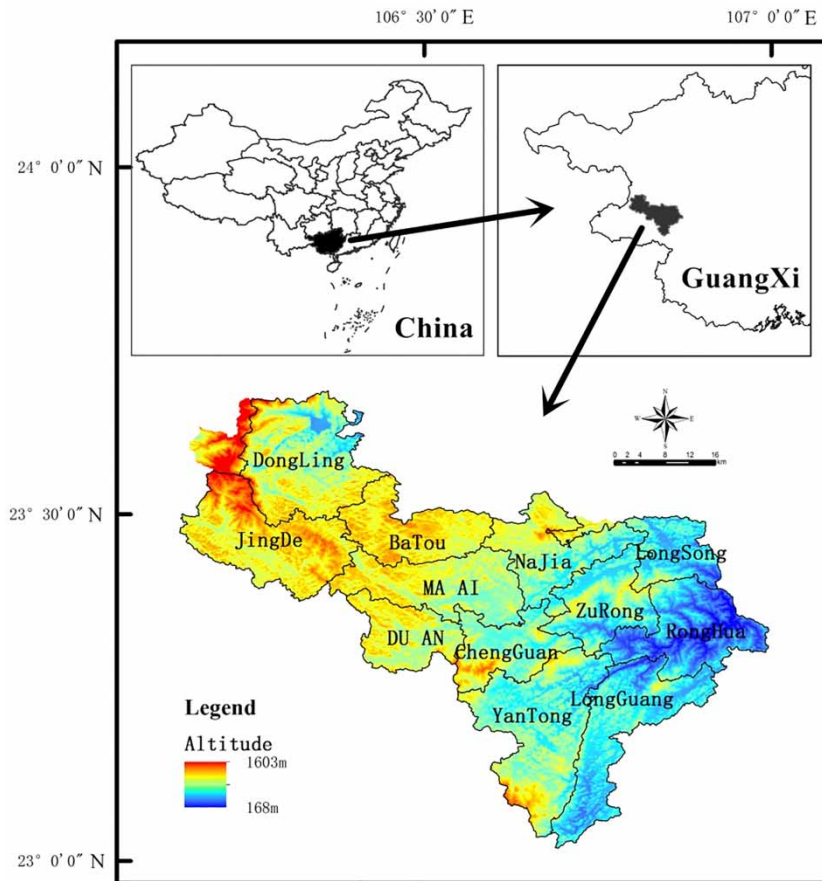 106° 30'0"E
107° 0'0"E
24° 0'0"N
China
GuangXi
N
W
E
S
0 2 4 8 12 16
km
DongLing
23° 30'0"N
JingDe
BaTou
NaJia
LongSong
MA AI
ZuRong
RongHua
DU AN
ChengGuan
LongGuang
YanTong
Legend
Altitude
1603m
168m
23° 0'0"N